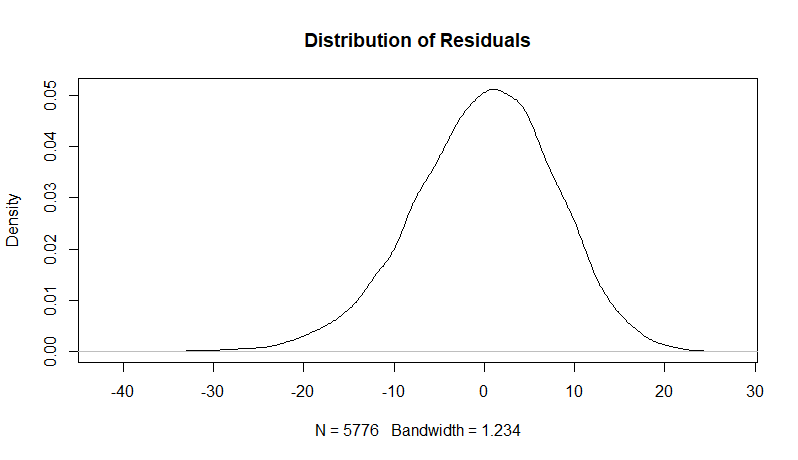 Distribution of Residuals
Density
0.05
0.04
0.03
0.02
0.01
0.00
-40 -30 -20 -10 0 10 20 30
N = 5776 Bandwidth = 1.234